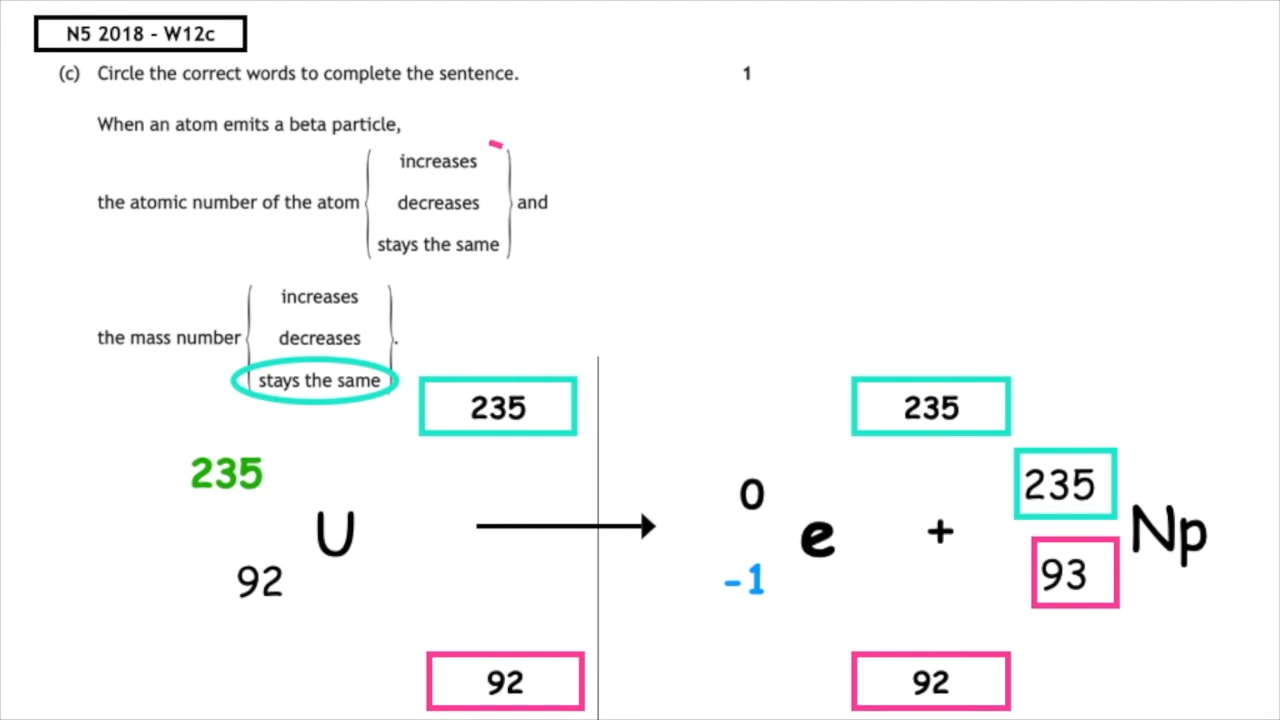 N5 2018 - W12c
(c) Circle the correct words to complete the sentence. 1
When an atom emits a beta particle,
increases
the atomic number of the atom decreases and
stays the same
increases
the mass number decreases .
stays the same
235 235
235 0 235
U e + Np
92 -1 93
92 92